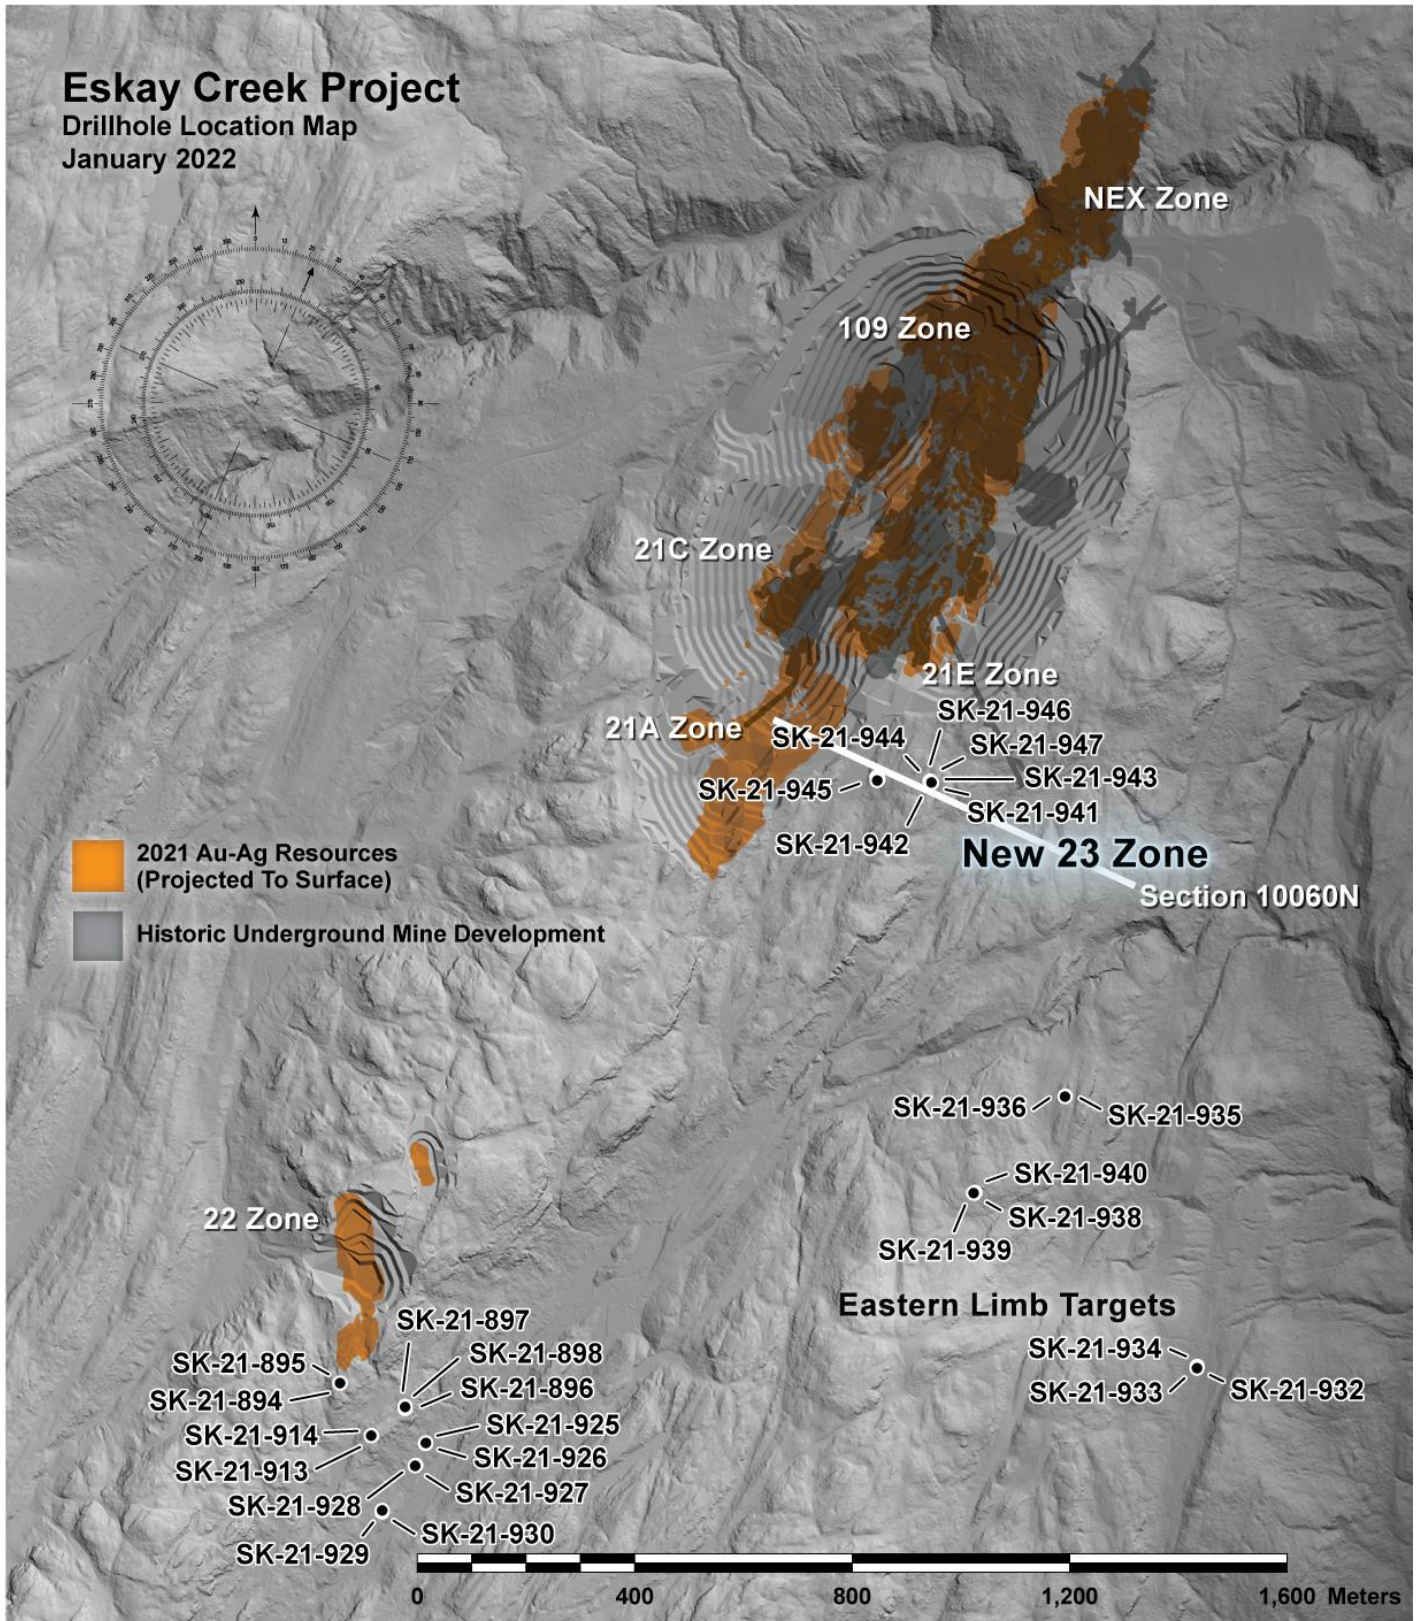 Eskay Creek Project
Drillhole Location Map
January 2022
NEX Zone
109 Zone
21C Zone
21E Zone
SK-21-946
21A Zone
SK-21-944
SK-21-947
SK-21-943
SK-21-945
SK-21-941
SK-21-942
New 23 Zone
Section 10060N
2021 Au-Ag Resources
(Projected To Surface)
Historic Underground Mine Development
SK-21-936
SK-21-935
SK-21-940
SK-21-938
SK-21-939
22 Zone
Eastern Limb Targets
SK-21-897
SK-21-934
SK-21-898
SK-21-895
SK-21-896
SK-21-933
SK-21-932
SK-21-894
SK-21-925
SK-21-914
SK-21-926
SK-21-913
SK-21-927
SK-21-928
SK-21-930
SK-21-929
0 400 800 1,200 1,600 Meters